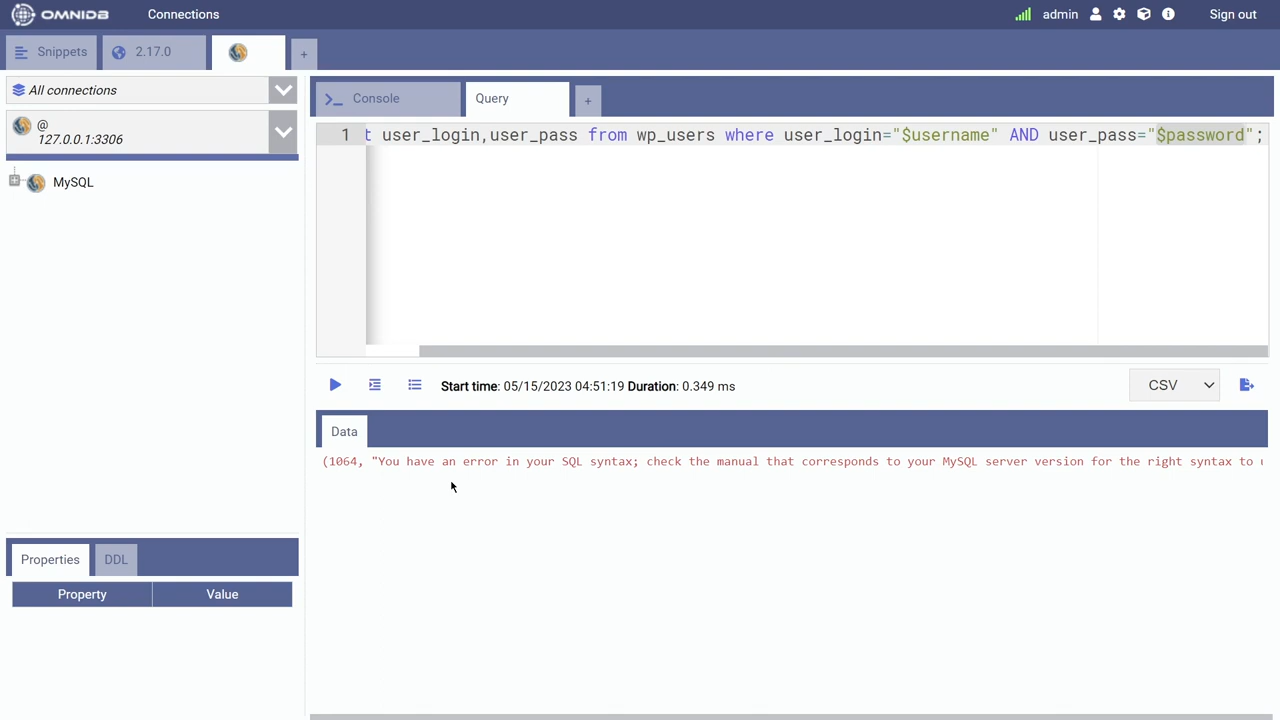 OMNIDB Connections admin Sign out
Snippets 2.17.0 +
All connections
@
127.0.0.1:3306
MySQL
Console Query +
1 t user_login,user_pass from wp_users where user_login="$username" AND user_pass="$password";
Start time: 05/15/2023 04:51:19 Duration: 0.349 ms CSV
Data
(1064, "You have an error in your SQL syntax; check the manual that corresponds to your MySQL server version for the right syntax to
Properties DDL
Property Value